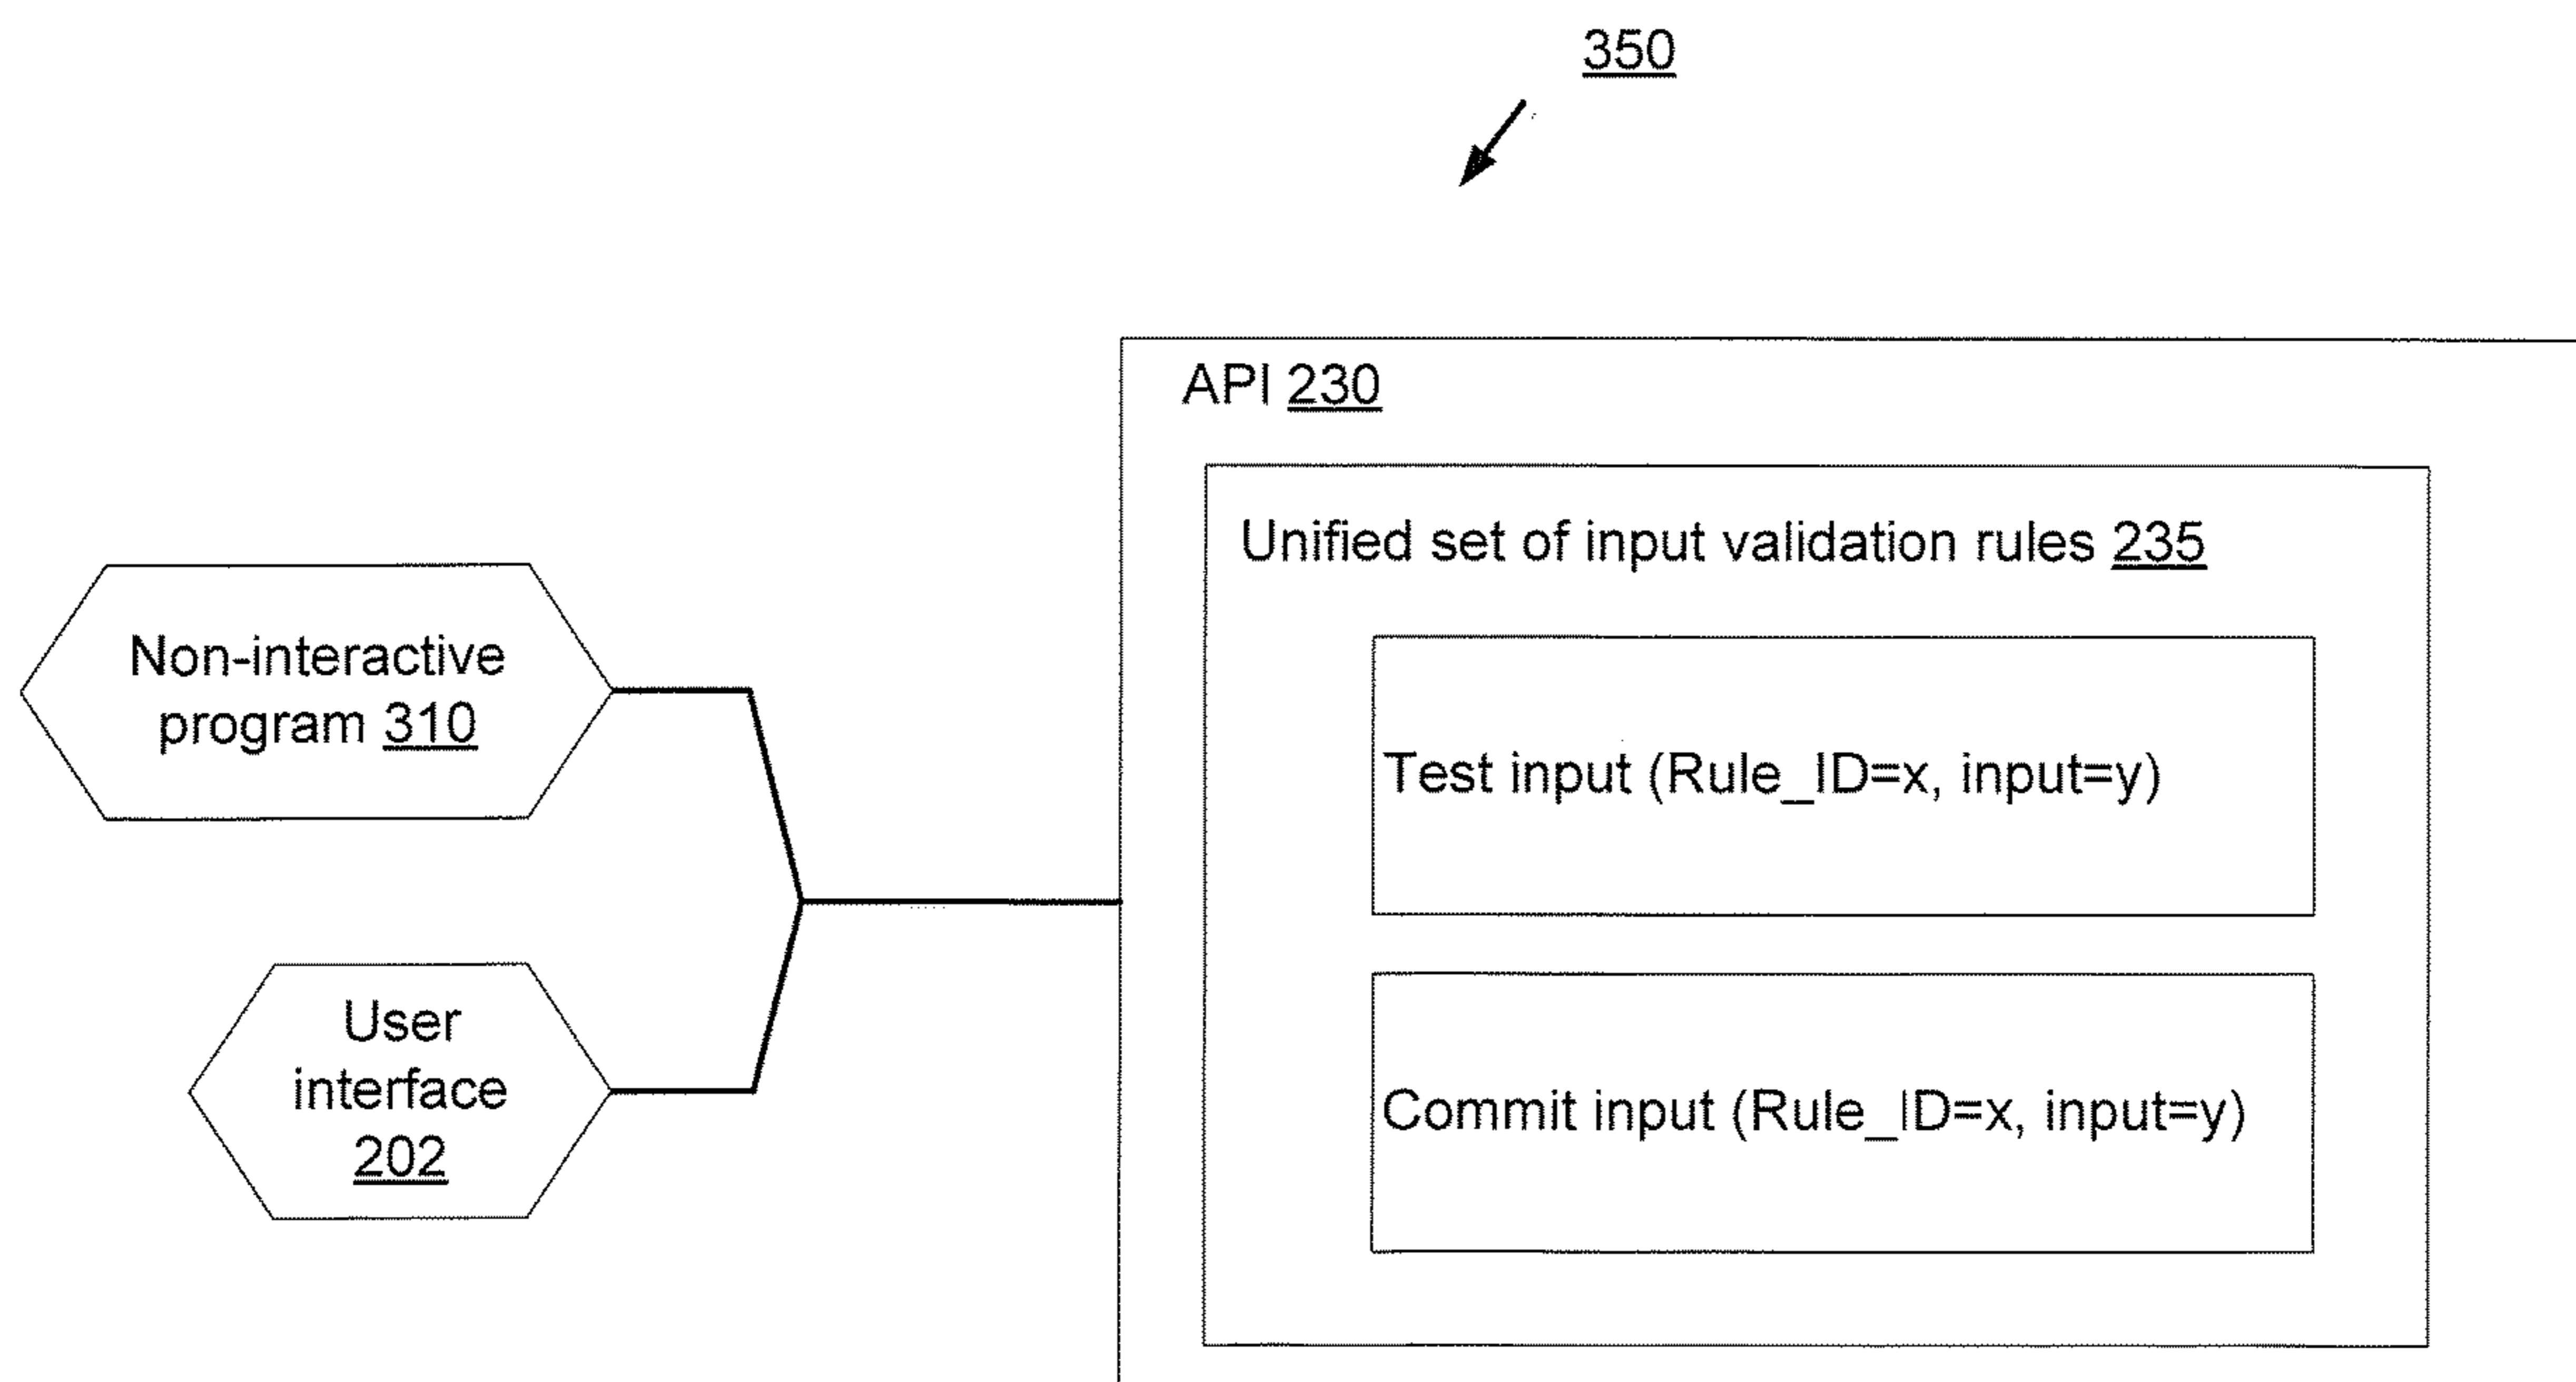 350
API 230
Unified set of input validation rules 235
Non-interactive
program 310
Test input (Rule_ID=x, input=y)
User
interface
202
Commit input (Rule_ID=x, input=y)